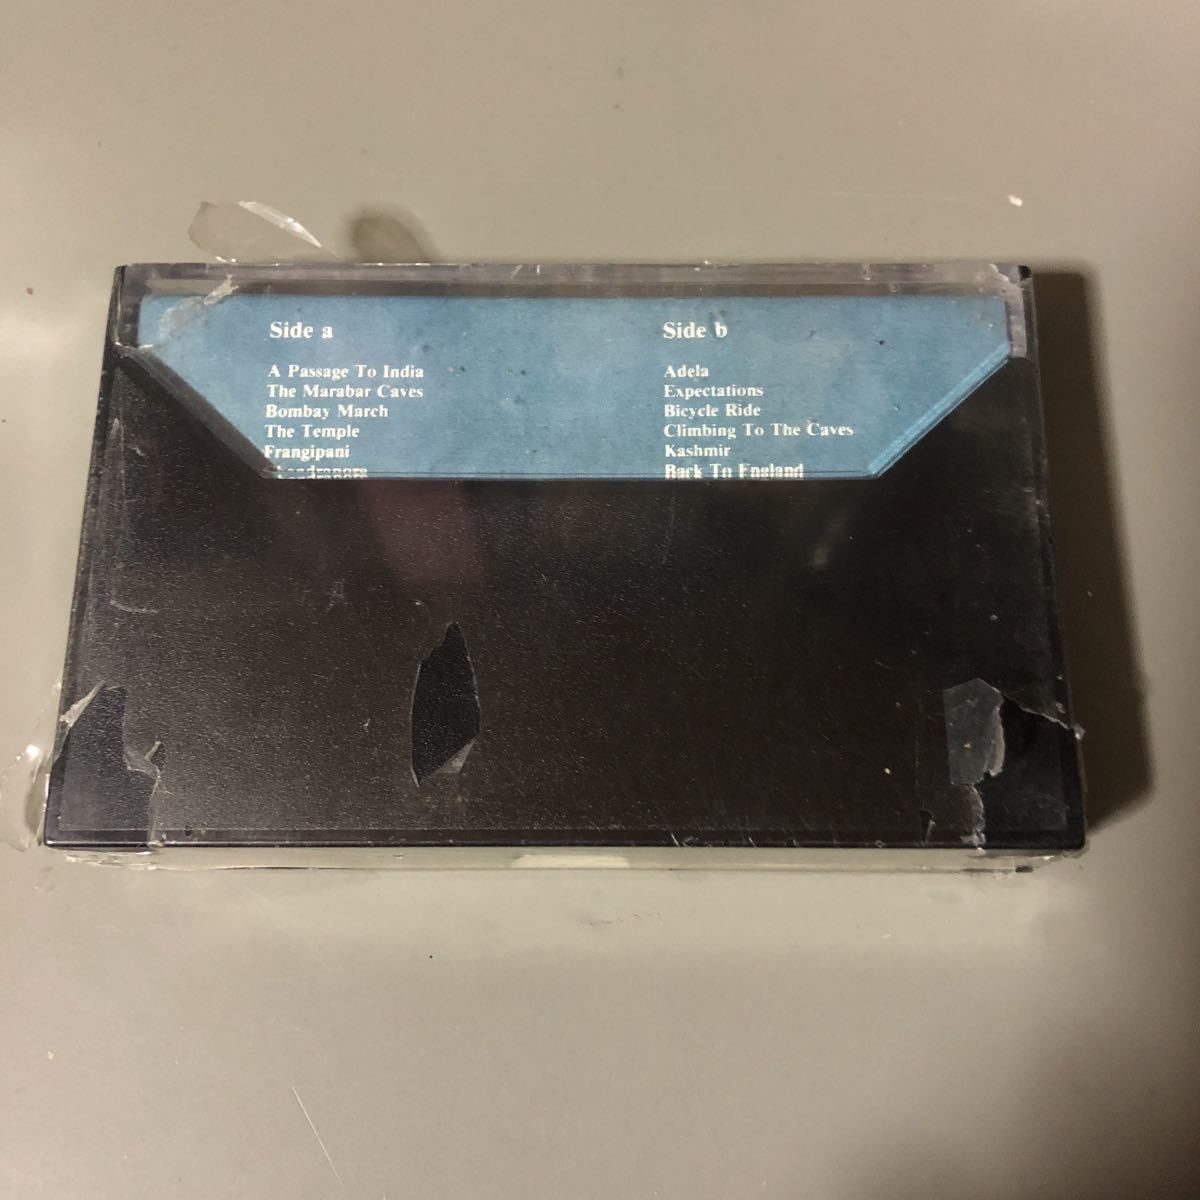 Side a
A Passage To India
The Marabar Caves
Bombay March
The Temple
Frangipani
Chandrapore
Side b
Adela
Expectations
Bicycle Ride
Climbing To The Caves
Kashmir
Back To England